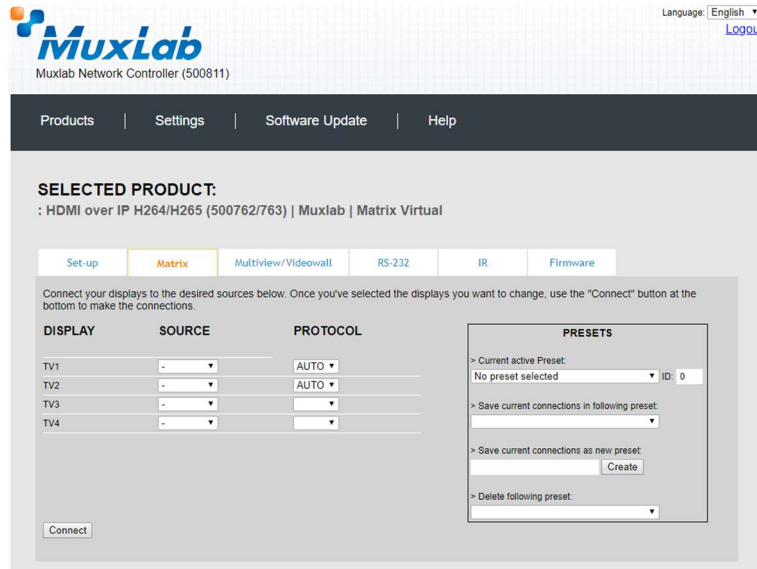 Language: English
Logou
MuxLab
Muxlab Network Controller (500811)
Products | Settings | Software Update | Help
SELECTED PRODUCT:
: HDMI over IP H264/H265 (500762/763) | Muxlab | Matrix Virtual
Set-up Matrix Multiview/Videowall RS-232 IR Firmware
Connect your displays to the desired sources below. Once you've selected the displays you want to change, use the "Connect" button at the
bottom to make the connections.
DISPLAY SOURCE PROTOCOL
TV1 - AUTO
TV2 - AUTO
TV3 -
TV4 -
Connect
PRESETS
> Current active Preset:
No preset selected ID: 0
> Save current connections in following preset:
> Save current connections as new preset:
Create
> Delete following preset: